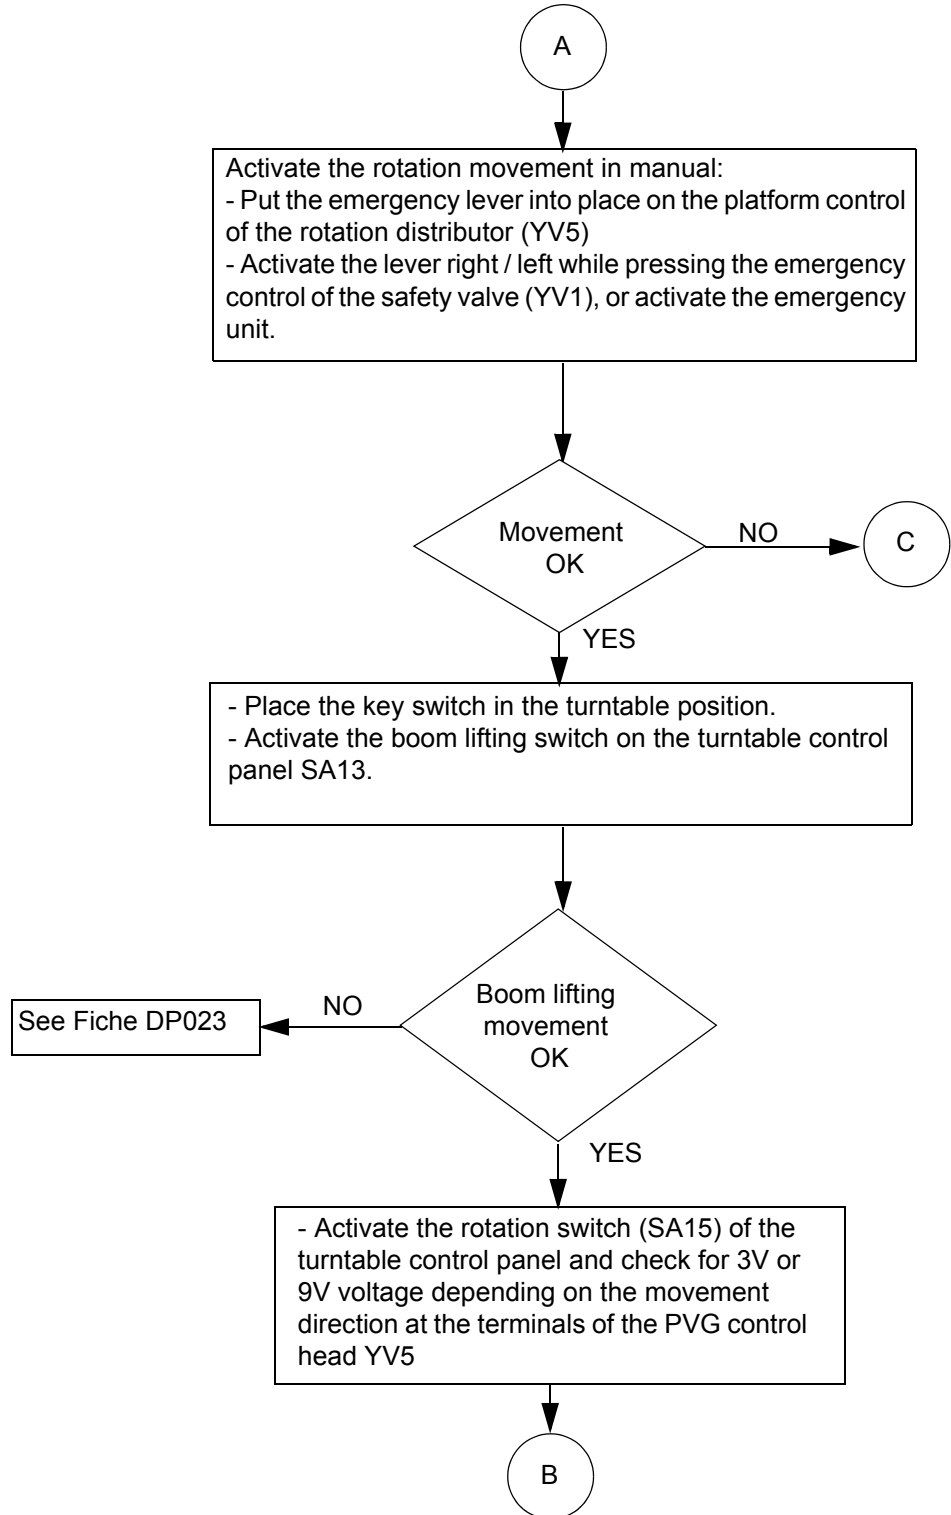 A
Activate the rotation movement in manual:
- Put the emergency lever into place on the platform control
of the rotation distributor (YV5)
- Activate the lever right / left while pressing the emergency
control of the safety valve (YV1), or activate the emergency
unit.
Movement
OK
NO
C
YES
- Place the key switch in the turntable position.
- Activate the boom lifting switch on the turntable control
panel SA13.
Boom lifting
movement
OK
NO
See Fiche DP023
YES
- Activate the rotation switch (SA15) of the
turntable control panel and check for 3V or
9V voltage depending on the movement
direction at the terminals of the PVG control
head YV5
B